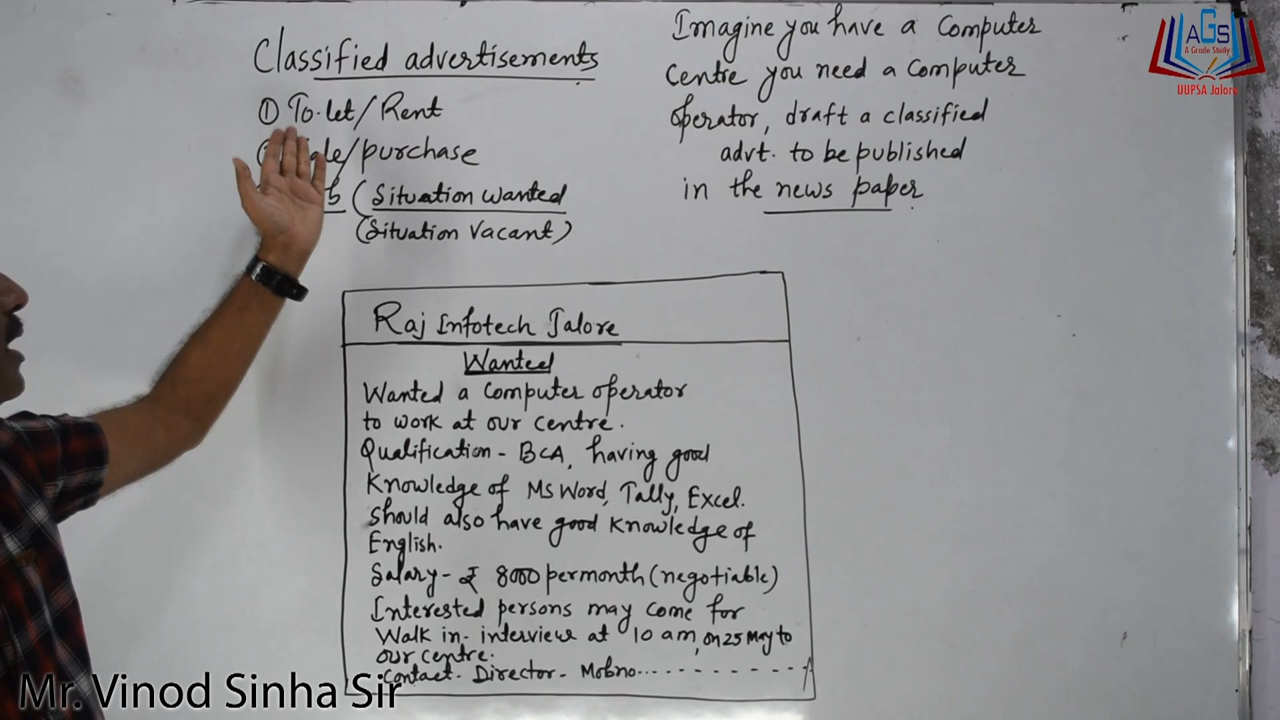 Classified advertisements
① To-let/Rent
/purchase
(Situation wanted
(Situation Vacant)
Imagine you have a Computer
Centre you need a Computer
Operator, draft a classified
advt. to be published
in the news paper
AGS
A Grade Study
UUPSA Jalore
Raj Infotech Jalore
Wanted
Wanted a Computer operator
to work at our Centre.
Qualification - BCA, having good
Knowledge of Ms Word, Tally, Excel.
Should also have good Knowledge of
English.
Salary - ₹ 8000 per month (negotiable)
Interested persons may Come for
Walk in - interview at 10 am, on 25 May to
our centre.
Contact - Director - Mobno..............
Mr. Vinod Sinha Sir